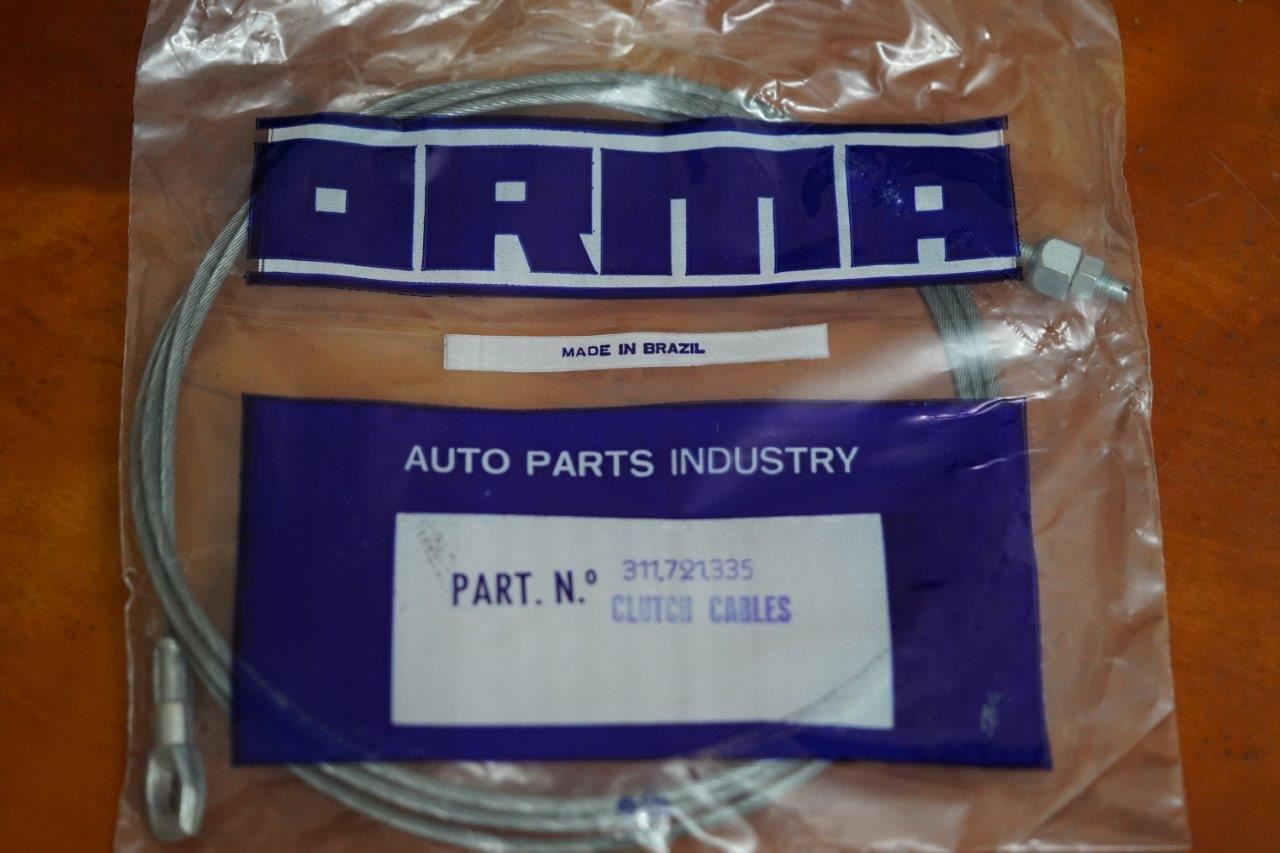 ORMA
MADE IN BRAZIL
AUTO PARTS INDUSTRY
PART. N.º 311,721,335
CLUTCH CABLES